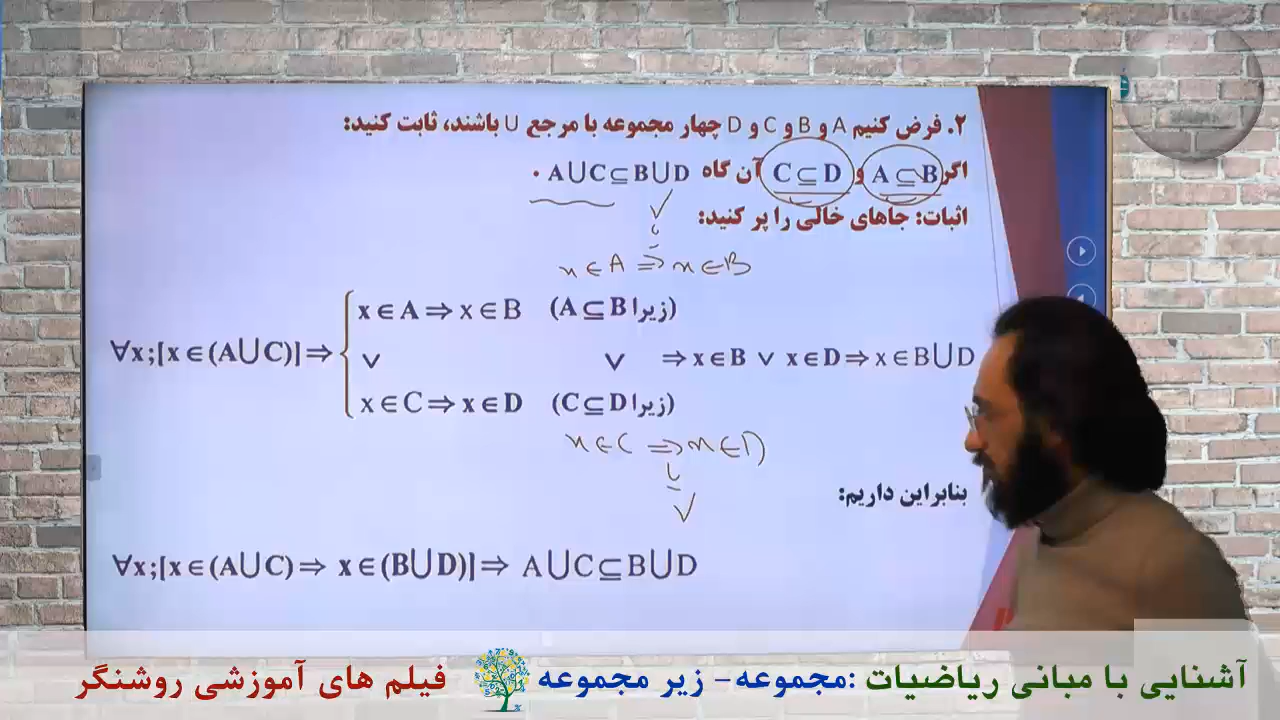 ۲. فرض کنیم A و B و C و D چهار مجموعه با مرجع U باشند، ثابت کنید:
اگر A⊆B و C⊆D آن گاه A∪C⊆B∪D .
اثبات: جاهای خالی را پر کنید:
x∈A ⇒ x∈B
x∈A⇒x∈B (زیرا A⊆B)
∀x;[x∈(A∪C)]⇒ ∨ ∨ ⇒x∈B ∨ x∈D⇒x∈B∪D
x∈C⇒x∈D (زیرا C⊆D)
x∈C ⇒ x∈D
بنابراین داریم:
∀x;[x∈(A∪C)⇒ x∈(B∪D)]⇒ A∪C⊆B∪D
آشنایی با مبانی ریاضیات :مجموعه- زیر مجموعه فیلم های آموزشی روشنگر